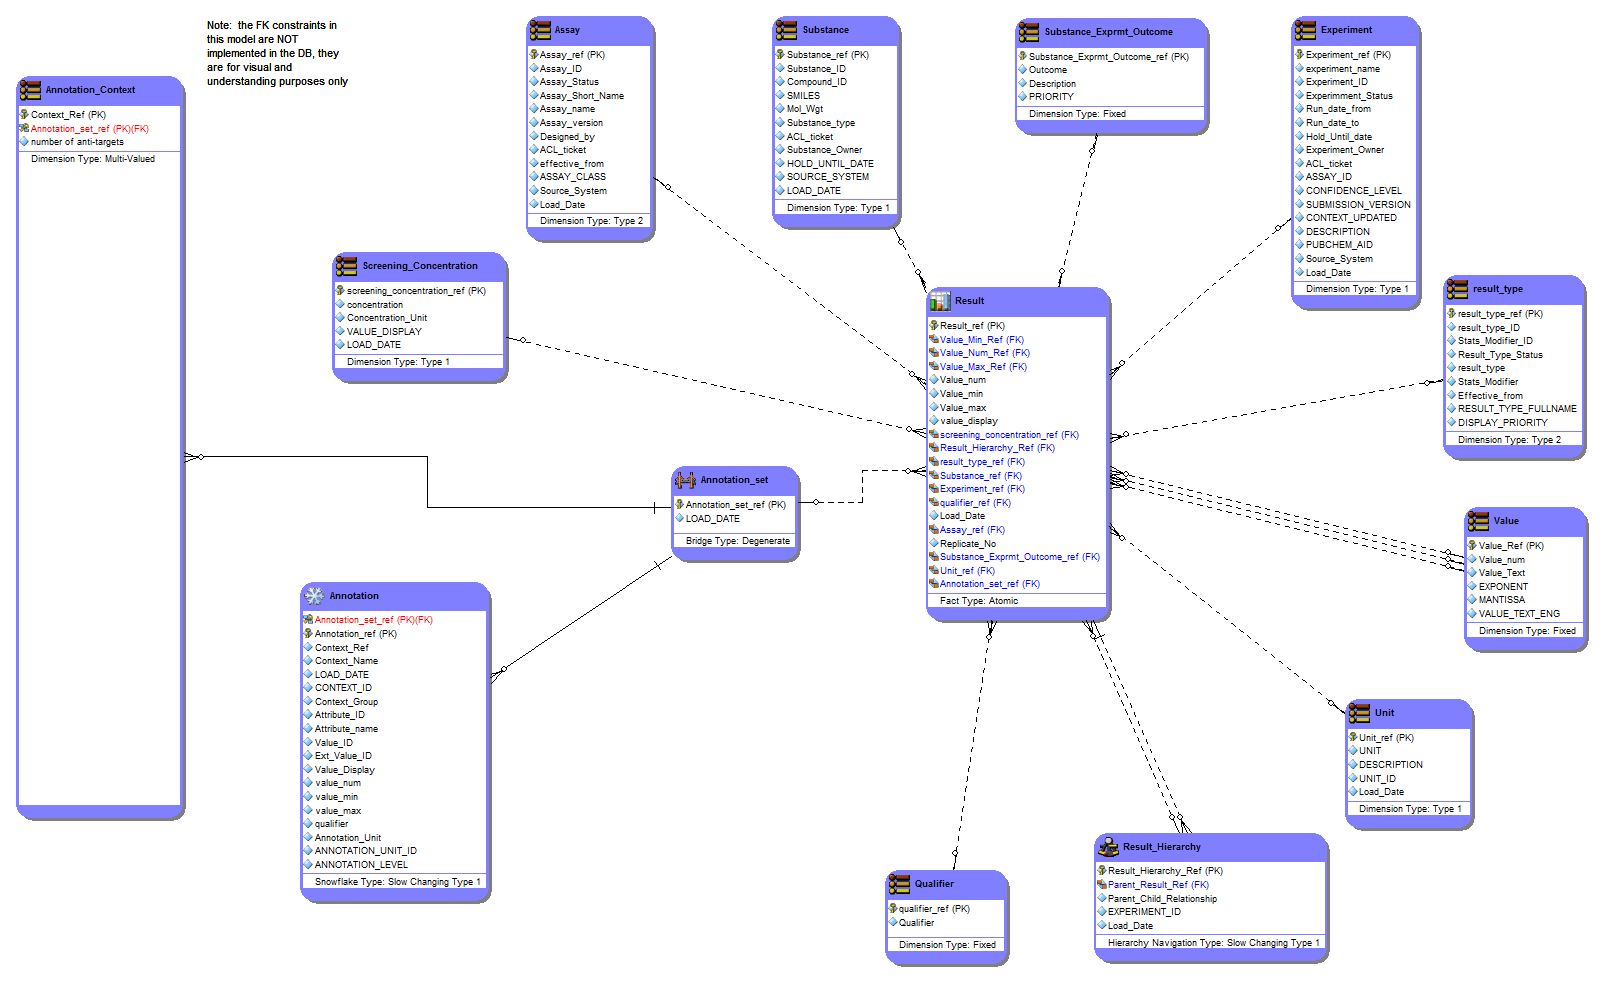 Note: the FK constraints in
this model are NOT
implemented in the DB, they
are for visual and
understanding purposes only
Annotation_Context
Context_Ref (PK)
Annotation_set_ref (PK)(FK)
number of anti-targets
Dimension Type: Multi-Valued
Assay
Assay_ref (PK)
Assay_ID
Assay_Status
Assay_Short_Name
Assay_name
Assay_version
Designed_by
ACL_ticket
effective_from
ASSAY_CLASS
Source_System
Load_Date
Dimension Type: Type 2
Substance
Substance_ref (PK)
Substance_ID
Compound_ID
SMILES
Mol_Wgt
Substance_type
ACL_ticket
Substance_Owner
HOLD_UNTIL_DATE
SOURCE_SYSTEM
LOAD_DATE
Dimension Type: Type 1
Substance_Exprmt_Outcome
Substance_Exprmt_Outcome_ref (PK)
Outcome
Description
PRIORITY
Dimension Type: Fixed
Experiment
Experiment_ref (PK)
experiment_name
Experiment_ID
Experimment_Status
Run_date_from
Run_date_to
Hold_Until_date
Experiment_Owner
ACL_ticket
ASSAY_ID
CONFIDENCE_LEVEL
SUBMISSION_VERSION
CONTEXT_UPDATED
DESCRIPTION
PUBCHEM_AID
Source_System
Load_Date
Dimension Type: Type 1
Screening_Concentration
screening_concentration_ref (PK)
concentration
Concentration_Unit
VALUE_DISPLAY
LOAD_DATE
Dimension Type: Type 1
Result
Result_ref (PK)
Value_Min_Ref (FK)
Value_Num_Ref (FK)
Value_Max_Ref (FK)
Value_num
Value_min
Value_max
value_display
screening_concentration_ref (FK)
Result_Hierarchy_Ref (FK)
result_type_ref (FK)
Substance_ref (FK)
Experiment_ref (FK)
qualifier_ref (FK)
Load_Date
Assay_ref (FK)
Replicate_No
Substance_Exprmt_Outcome_ref (FK)
Unit_ref (FK)
Annotation_set_ref (FK)
Fact Type: Atomic
result_type
result_type_ref (PK)
result_type_ID
Stats_Modifier_ID
Result_Type_Status
result_type
Stats_Modifier
Effective_from
RESULT_TYPE_FULLNAME
DISPLAY_PRIORITY
Dimension Type: Type 2
Annotation_set
Annotation_set_ref (PK)
LOAD_DATE
Bridge Type: Degenerate
Value
Value_Ref (PK)
Value_num
Value_Text
EXPONENT
MANTISSA
VALUE_TEXT_ENG
Dimension Type: Fixed
Annotation
Annotation_set_ref (PK)(FK)
Annotation_ref (PK)
Context_Ref
Context_Name
LOAD_DATE
CONTEXT_ID
Context_Group
Attribute_ID
Attribute_name
Value_ID
Ext_Value_ID
Value_Display
value_num
value_min
value_max
qualifier
Annotation_Unit
ANNOTATION_UNIT_ID
ANNOTATION_LEVEL
Snowflake Type: Slow Changing Type 1
Unit
Unit_ref (PK)
UNIT
DESCRIPTION
UNIT_ID
Load_Date
Dimension Type: Type 1
Qualifier
qualifier_ref (PK)
Qualifier
Dimension Type: Fixed
Result_Hierarchy
Result_Hierarchy_Ref (PK)
Parent_Result_Ref (FK)
Parent_Child_Relationship
EXPERIMENT_ID
Load_Date
Hierarchy Navigation Type: Slow Changing Type 1